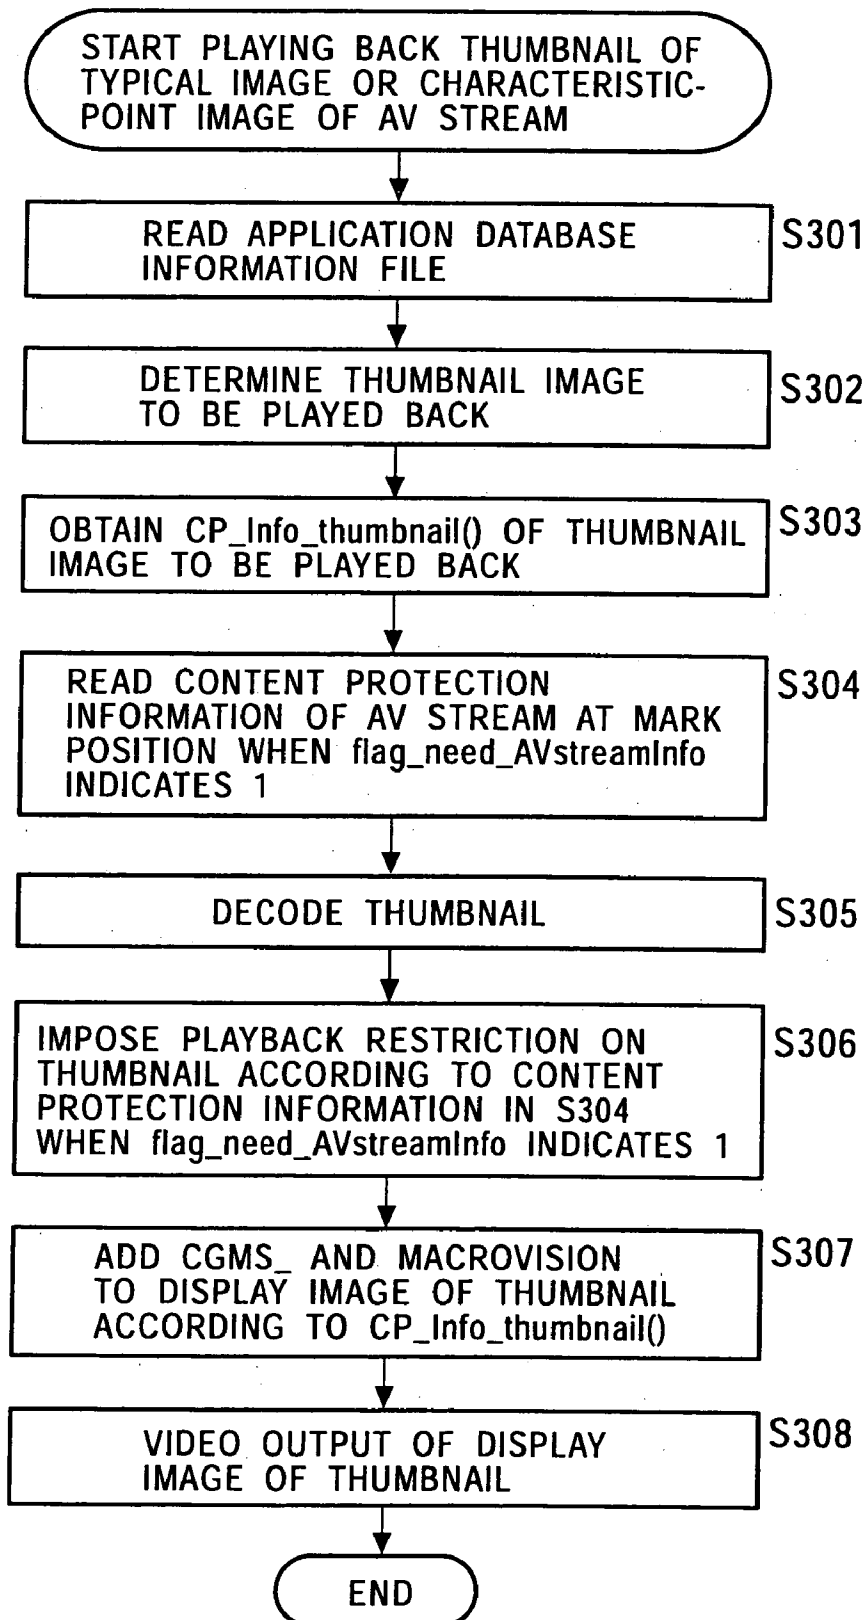 START PLAYING BACK THUMBNAIL OF
TYPICAL IMAGE OR CHARACTERISTIC-
POINT IMAGE OF AV STREAM
READ APPLICATION DATABASE
INFORMATION FILE
S301
DETERMINE THUMBNAIL IMAGE
TO BE PLAYED BACK
S302
OBTAIN CP_Info_thumbnail() OF THUMBNAIL
IMAGE TO BE PLAYED BACK
S303
READ CONTENT PROTECTION
INFORMATION OF AV STREAM AT MARK
POSITION WHEN flag_need_AVstreamInfo
INDICATES 1
S304
DECODE THUMBNAIL
S305
IMPOSE PLAYBACK RESTRICTION ON
THUMBNAIL ACCORDING TO CONTENT
PROTECTION INFORMATION IN S304
WHEN flag_need_AVstreamInfo INDICATES 1
S306
ADD CGMS_ AND MACROVISION
TO DISPLAY IMAGE OF THUMBNAIL
ACCORDING TO CP_Info_thumbnail()
S307
VIDEO OUTPUT OF DISPLAY
IMAGE OF THUMBNAIL
S308
END